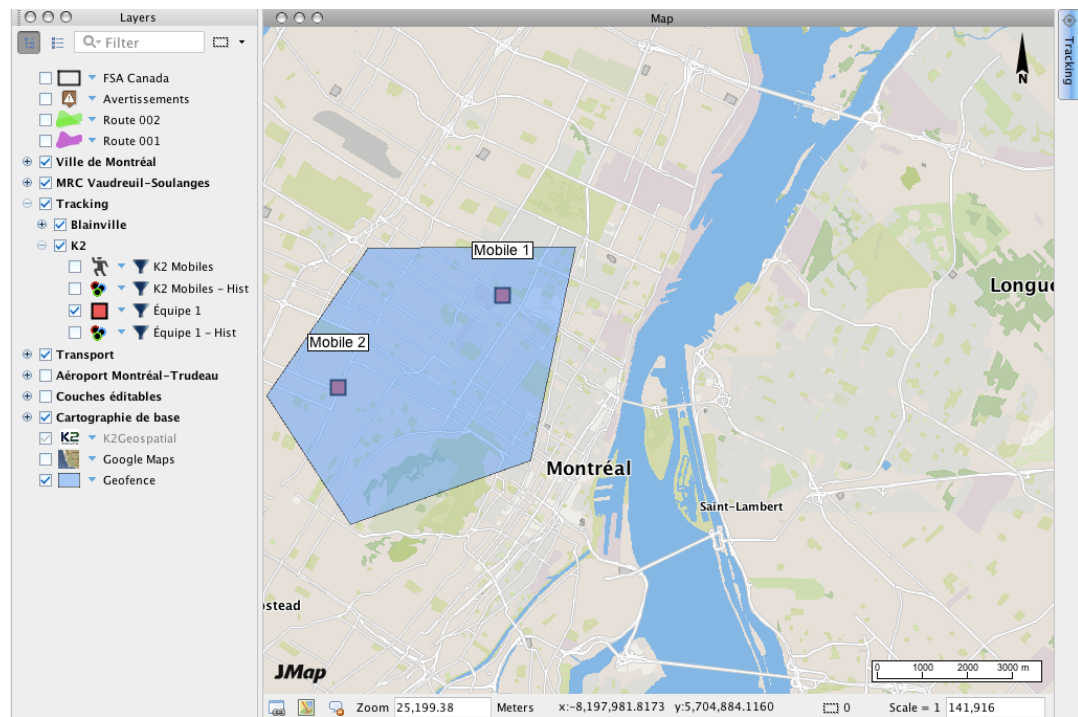 Layers
Filter
FSA Canada
Avertissements
Route 002
Route 001
Ville de Montréal
MRC Vaudreuil-Soulanges
Tracking
Blainville
K2
K2 Mobiles
K2 Mobiles - Hist
Équipe 1
Équipe 1 - Hist
Transport
Aéroport Montréal-Trudeau
Couches éditables
Cartographie de base
K2 K2Geospatial
Google Maps
Geofence
Map
N
Mobile 1
Mobile 2
Longue
Montréal
Saint-Lambert
pstead
JMap
0 1000 2000 3000 m
Zoom 25,199.38 Meters x:-8,197,981.8173 y:5,704,884.1160 0 Scale = 1 141,916
Tracking